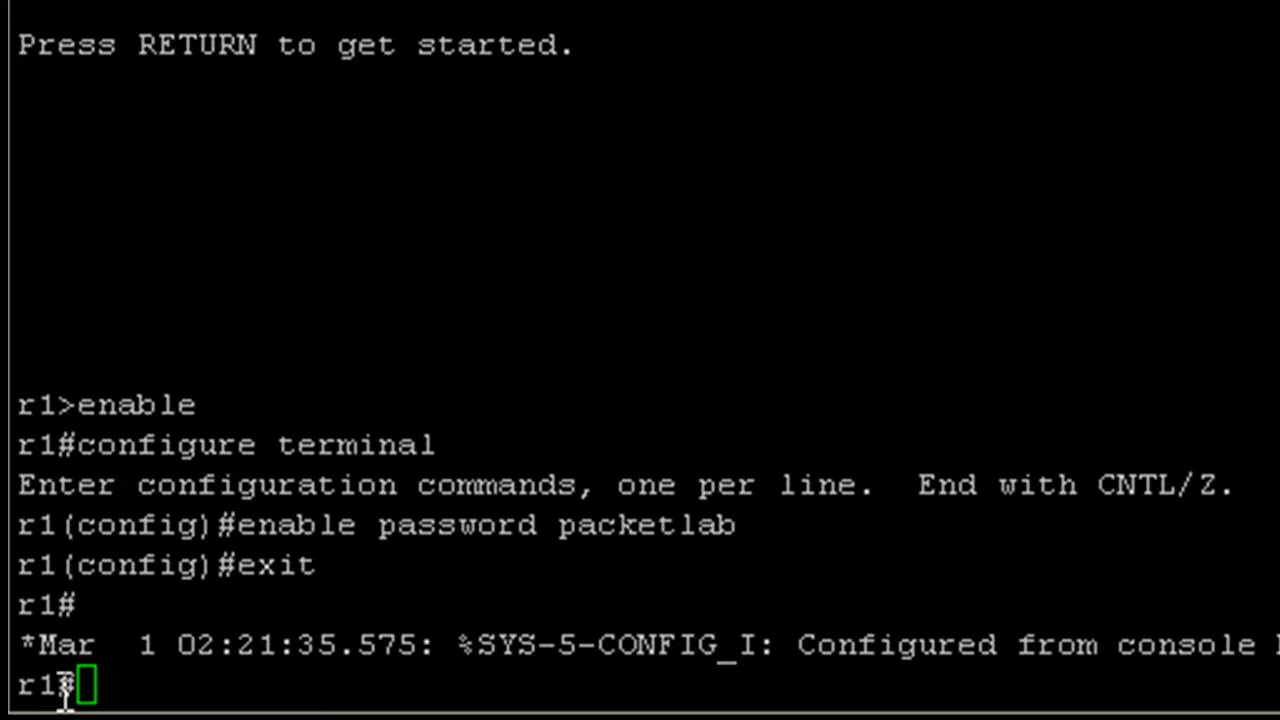 Press RETURN to get started.
r1>enable
r1#configure terminal
Enter configuration commands, one per line.  End with CNTL/Z.
r1(config)#enable password packetlab
r1(config)#exit
r1#
*Mar  1 02:21:35.575: %SYS-5-CONFIG_I: Configured from console
r1#